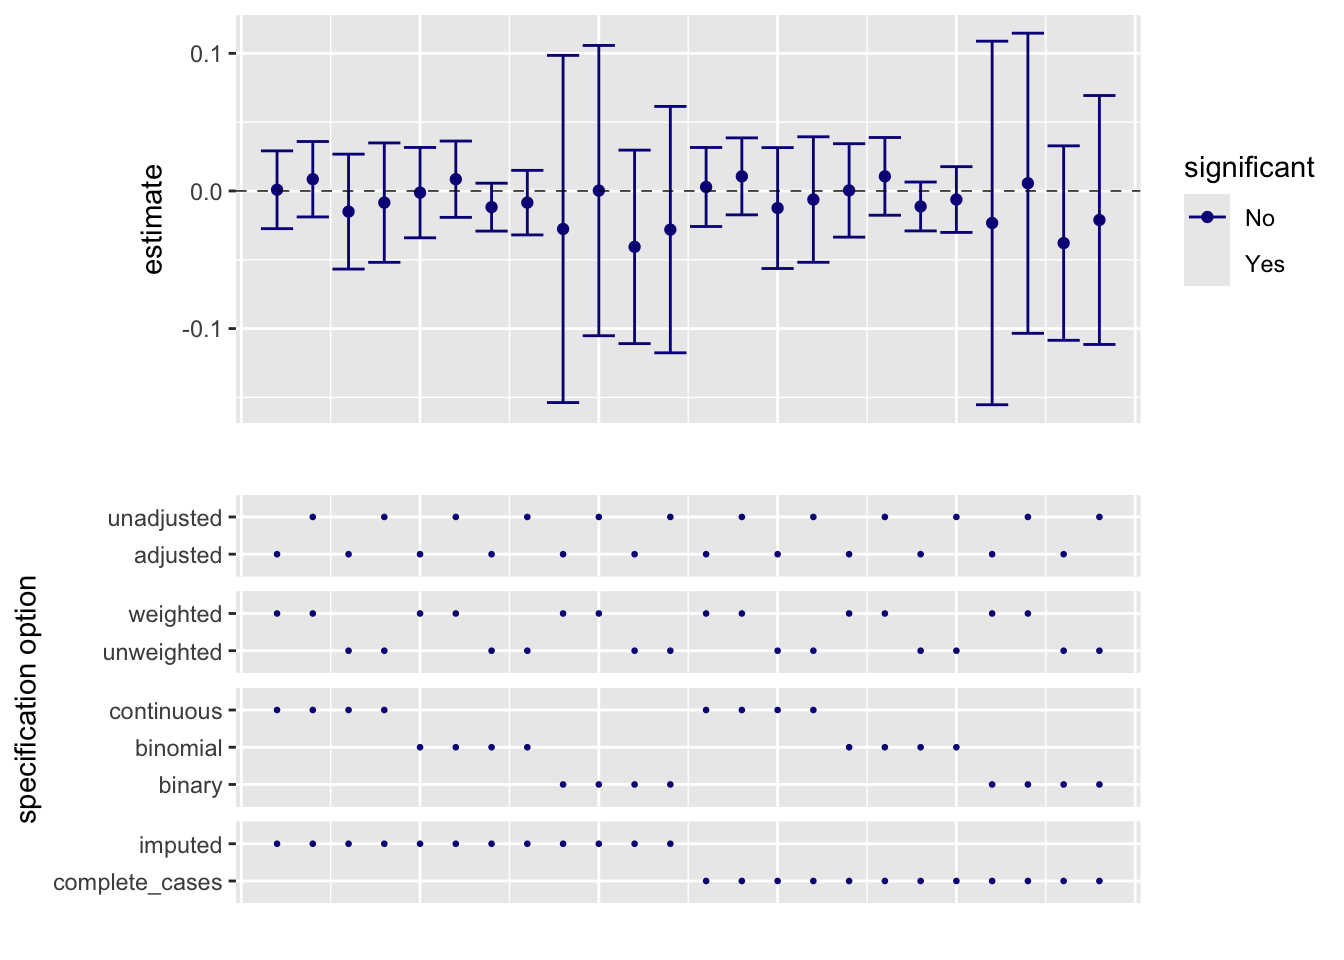 0.1
0.0
-0.1
estimate
significant
No
Yes
unadjusted
adjusted
weighted
unweighted
continuous
binomial
binary
imputed
complete_cases
specification option